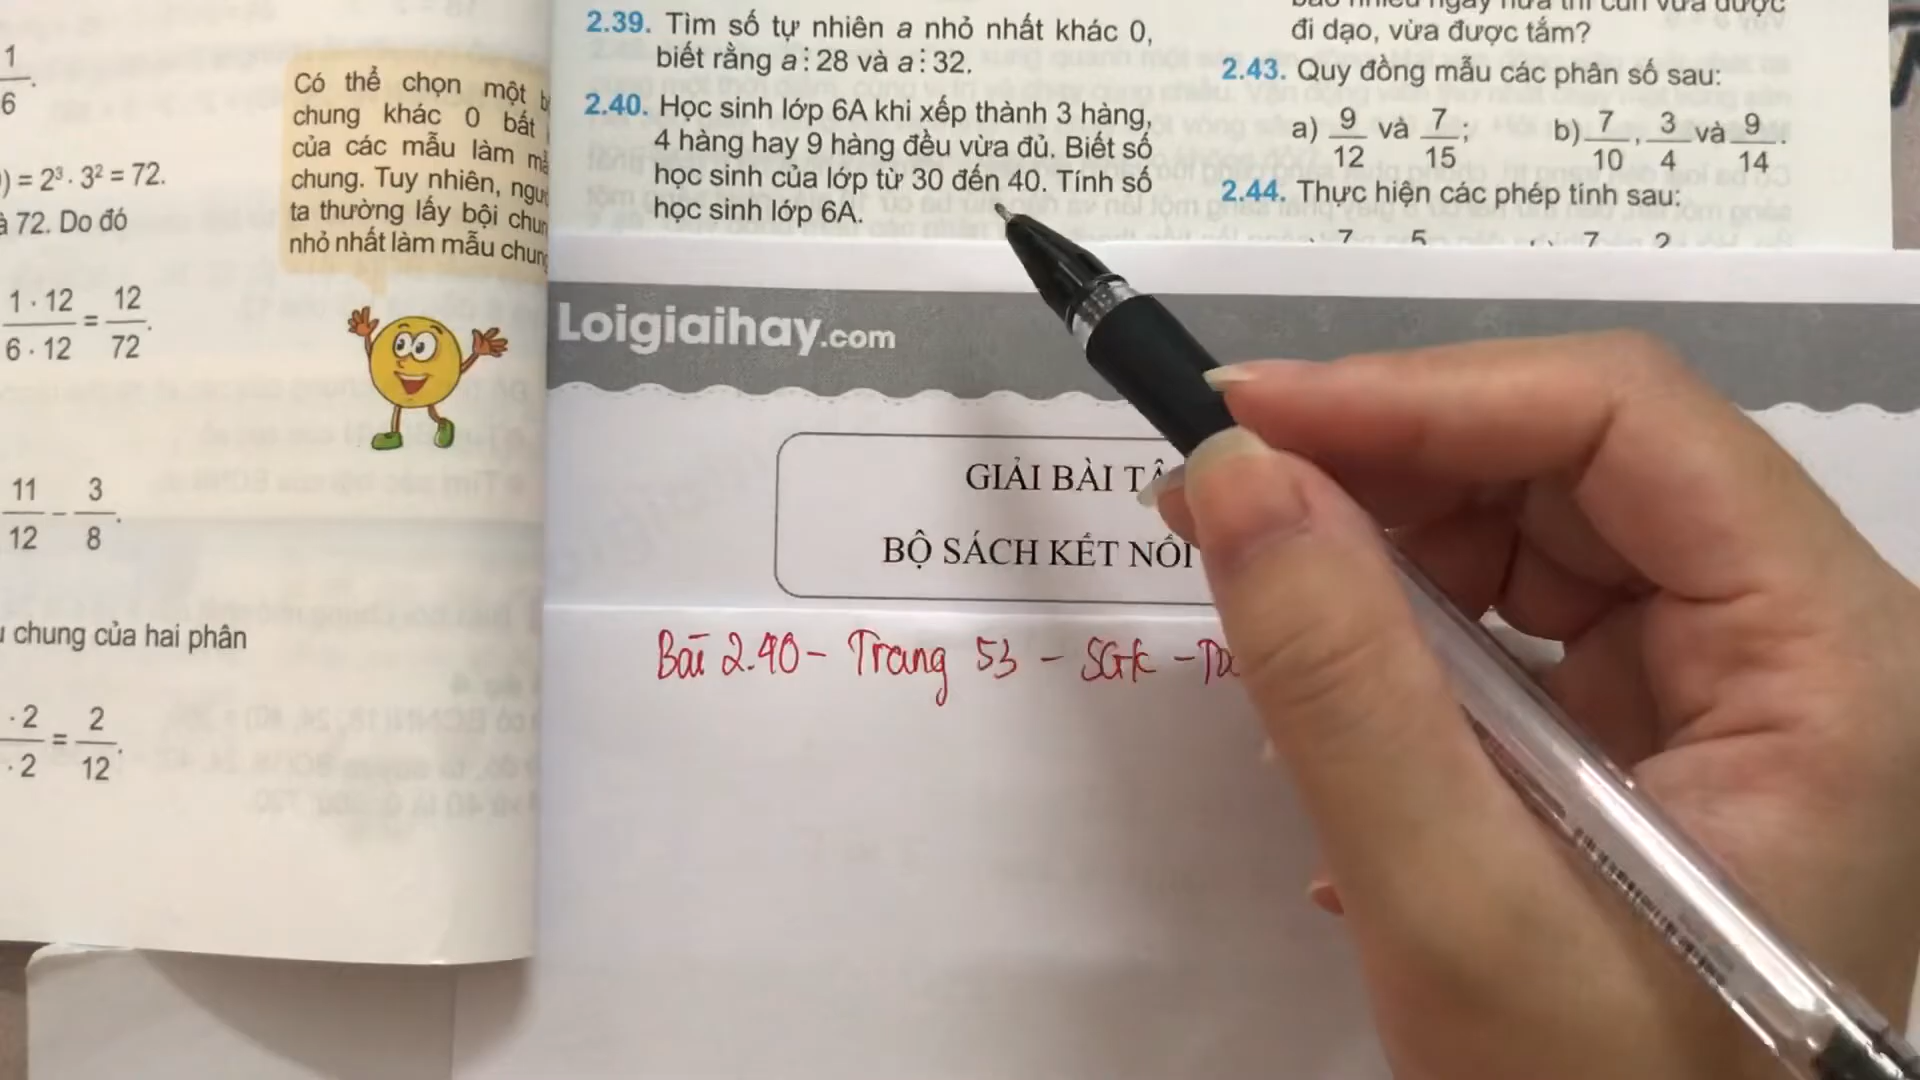 1
6
.
) = 2³ · 3² = 72.
à 72. Do đó
1 · 12 = 12
6 · 12 72.
11 - 3
12 8.
chung của hai phân
· 2 = 2
· 2 12.
Có thể chọn một
chung khác 0 bất
của các mẫu làm
chung. Tuy nhiên,
ta thường lấy bội
nhỏ nhất làm mẫu
2.39. Tìm số tự nhiên a nhỏ nhất khác 0,
biết rằng a ⋮ 28 và a ⋮ 32.
2.40. Học sinh lớp 6A khi xếp thành 3 hàng,
4 hàng hay 9 hàng đều vừa đủ. Biết số
học sinh của lớp từ 30 đến 40. Tính số
học sinh lớp 6A.
đi dạo, vừa được tắm?
2.43. Quy đồng mẫu các phân số sau:
a) 9/12 và 7/15; b) 7/10, 3/4 và 9/14.
2.44. Thực hiện các phép tính sau:
7 5 7 2
Loigiaihay.com
GIẢI BÀI
BỘ SÁCH KẾT NỐI
Bài 2.40 - Trang 53 - SGK -